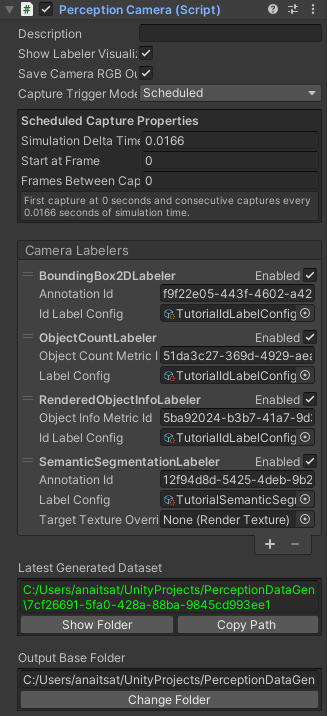 Perception Camera (Script)
Description
Show Labeler Visualiz
Save Camera RGB Ou
Capture Trigger Mode Scheduled
Scheduled Capture Properties
Simulation Delta Time 0.0166
Start at Frame 0
Frames Between Cap 0
First capture at 0 seconds and consecutive captures every
0.0166 seconds of simulation time.
Camera Labelers
BoundingBox2DLabeler Enabled
Annotation Id f9f22e05-443f-4602-a42
Id Label Config TutorialIdLabelConfig
ObjectCountLabeler Enabled
Object Count Metric I 51da3c27-369d-4929-aea
Label Config TutorialIdLabelConfig
RenderedObjectInfoLabeler Enabled
Object Info Metric Id 5ba92024-b3b7-41a7-9d3
Id Label Config TutorialIdLabelConfig
SemanticSegmentationLabeler Enabled
Annotation Id 12f94d8d-5425-4deb-9b2
Label Config TutorialSemanticSegm
Target Texture Overri None (Render Texture)
+ −
Latest Generated Dataset
C:/Users/anaitsat/UnityProjects/PerceptionDataGen
\7cf26691-5fa0-428a-88ba-9845cd993ee1
Show Folder Copy Path
Output Base Folder
C:/Users/anaitsat/UnityProjects/PerceptionDataGen
Change Folder